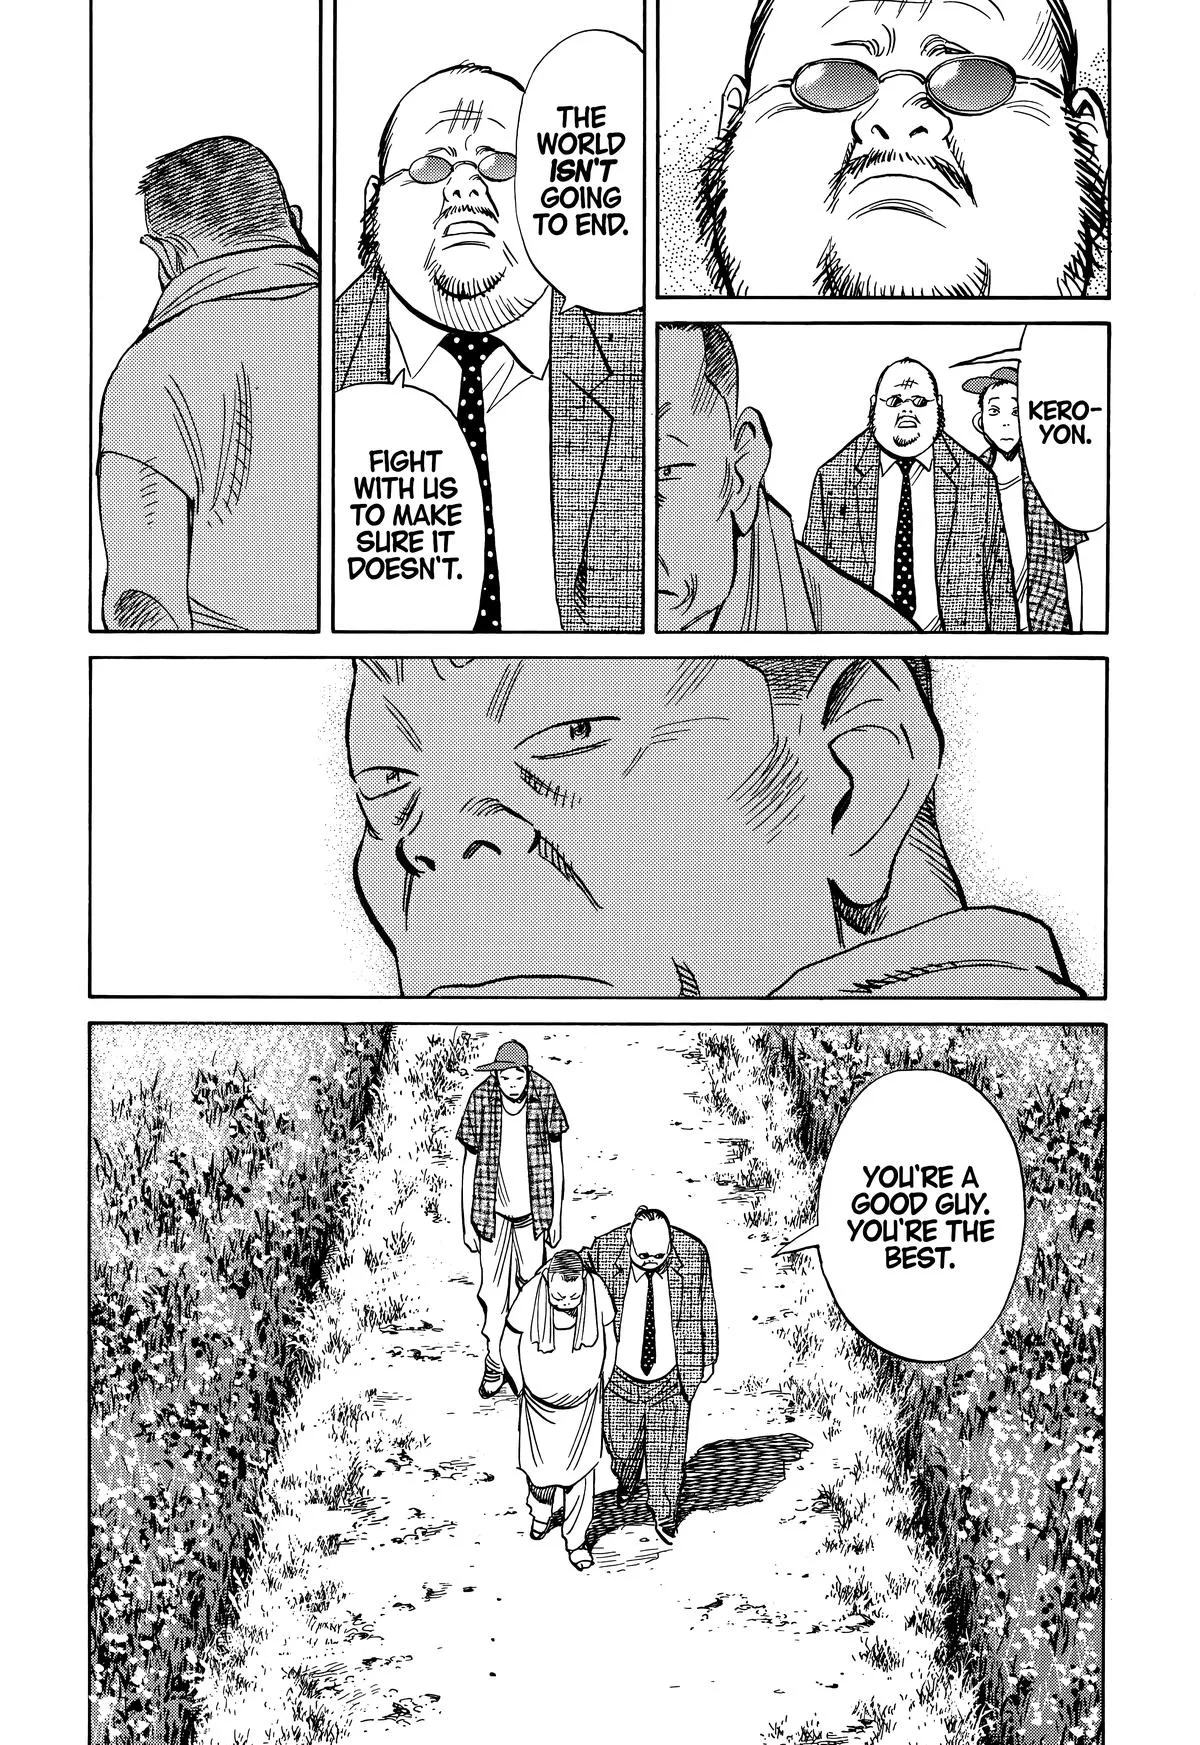 KERO-
YON.
THE
WORLD
ISN'T
GOING
TO END.
FIGHT
WITH US
TO MAKE
SURE IT
DOESN'T.
YOU'RE A
GOOD GUY.
YOU'RE THE
BEST.